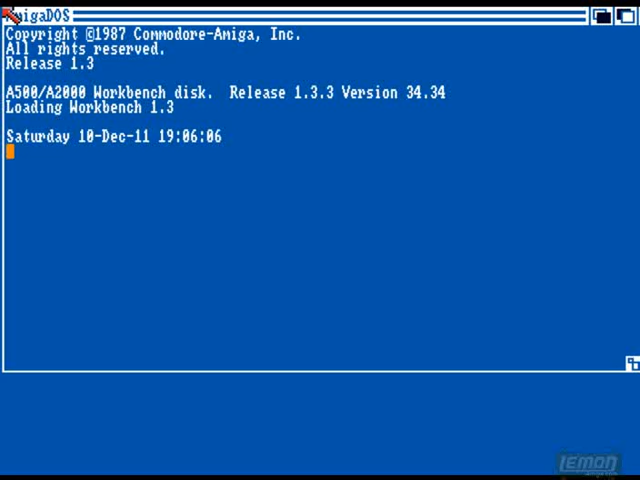 AmigaDOS
Copyright ©1987 Commodore-Amiga, Inc.
All rights reserved.
Release 1.3
A500/A2000 Workbench disk.  Release 1.3.3 Version 34.34
Loading Workbench 1.3
Saturday 10-Dec-11 19:06:06
LEMON